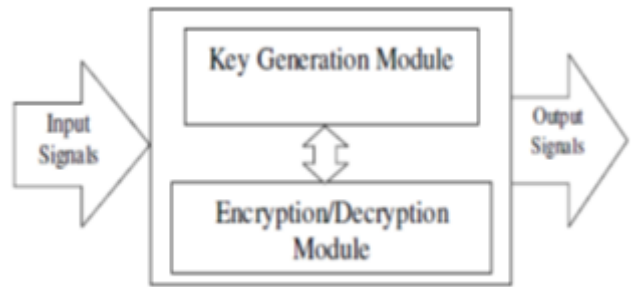 Key Generation Module
Input
Signals
Output
Signals
Encryption/Decryption
Module